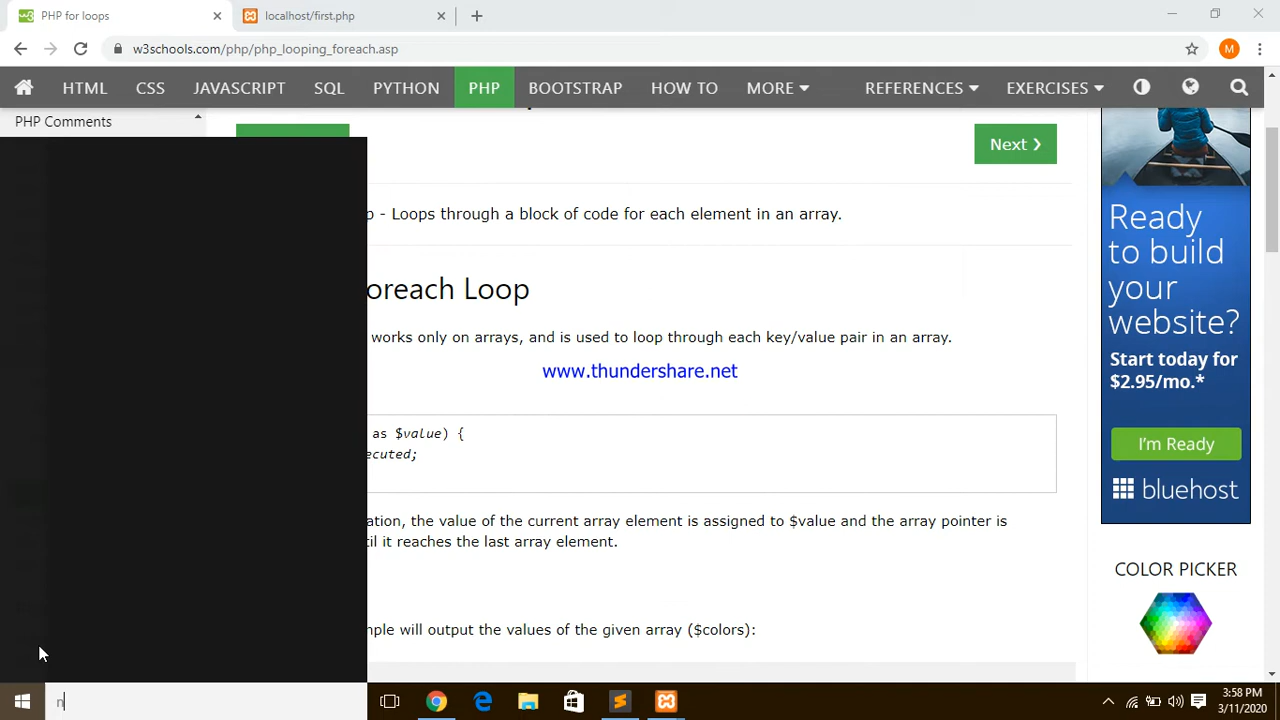 PHP for loops
localhost/first.php
w3schools.com/php/php_looping_foreach.asp
M
HTML CSS JAVASCRIPT SQL PYTHON PHP BOOTSTRAP HOW TO MORE REFERENCES EXERCISES
PHP Comments
Next ❯
- Loops through a block of code for each element in an array.
oreach Loop
works only on arrays, and is used to loop through each key/value pair in an array.
www.thundershare.net
as $value) {
ecuted;
ation, the value of the current array element is assigned to $value and the array pointer is
til it reaches the last array element.
mple will output the values of the given array ($colors):
Ready
to build
your
website?
Start today for
$2.95/mo.*
I'm Ready
bluehost
COLOR PICKER
n
3:58 PM
3/11/2020